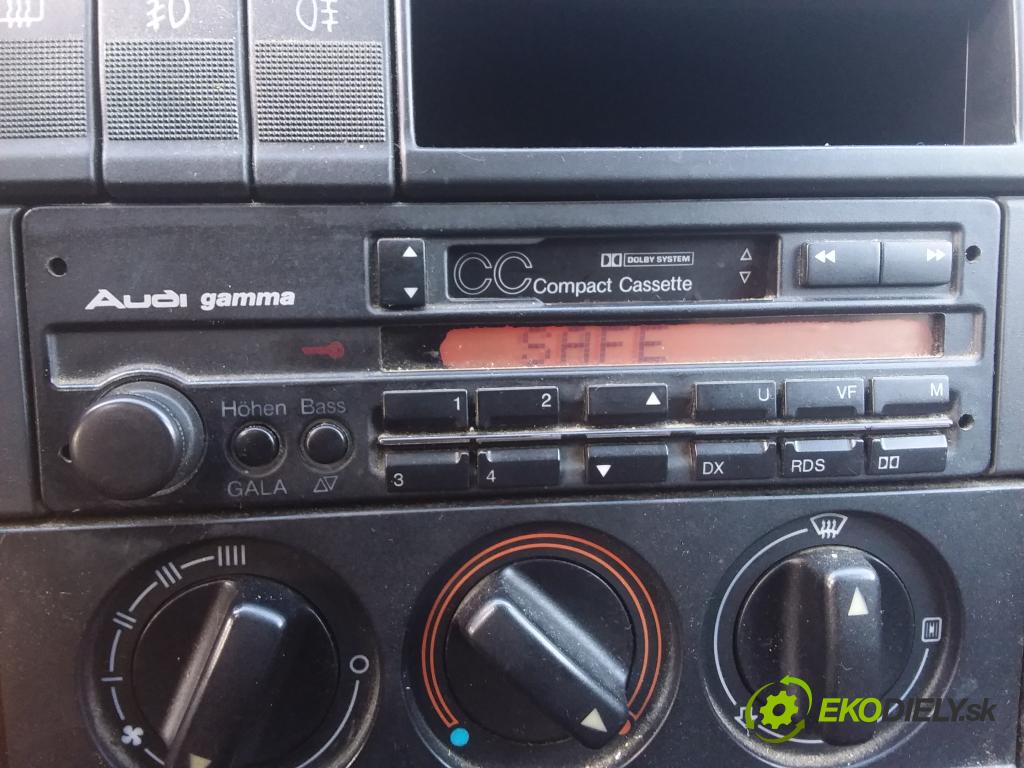 CC Compact Cassette
DOLBY SYSTEM
Audi gamma
SAFE
Höhen Bass
GALA
1 2 U VF M
3 4 DX RDS
EKODIELY.sk